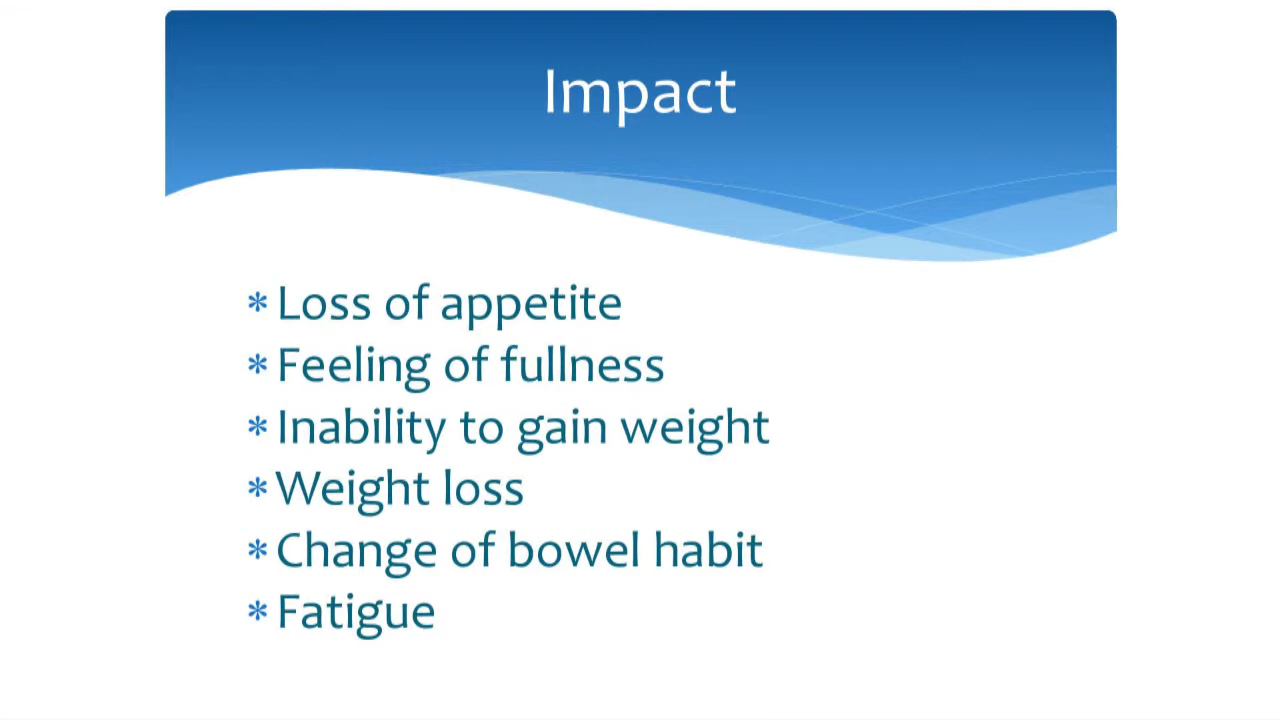 Impact
* Loss of appetite
* Feeling of fullness
* Inability to gain weight
* Weight loss
* Change of bowel habit
* Fatigue